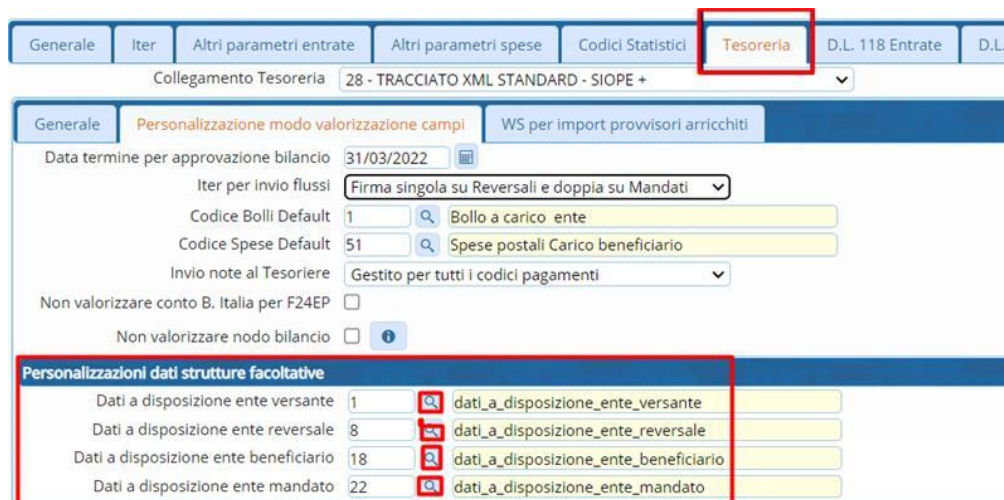 Generale Iter Altri parametri entrate Altri parametri spese Codici Statistici Tesoreria D.L. 118 Entrate D.L.
Collegamento Tesoreria 28 - TRACCIATO XML STANDARD - SIOPE +
Generale Personalizzazione modo valorizzazione campi WS per import provvisori arricchiti
Data termine per approvazione bilancio 31/03/2022
Iter per invio flussi Firma singola su Reversali e doppia su Mandati
Codice Bolli Default 1 Bollo a carico ente
Codice Spese Default 51 Spese postali Carico beneficiario
Invio note al Tesoriere Gestito per tutti i codici pagamenti
Non valorizzare conto B. Italia per F24EP
Non valorizzare nodo bilancio
Personalizzazioni dati strutture facoltative
Dati a disposizione ente versante 1 dati_a_disposizione_ente_versante
Dati a disposizione ente reversale 8 dati_a_disposizione_ente_reversale
Dati a disposizione ente beneficiario 18 dati_a_disposizione_ente_beneficiario
Dati a disposizione ente mandato 22 dati_a_disposizione_ente_mandato